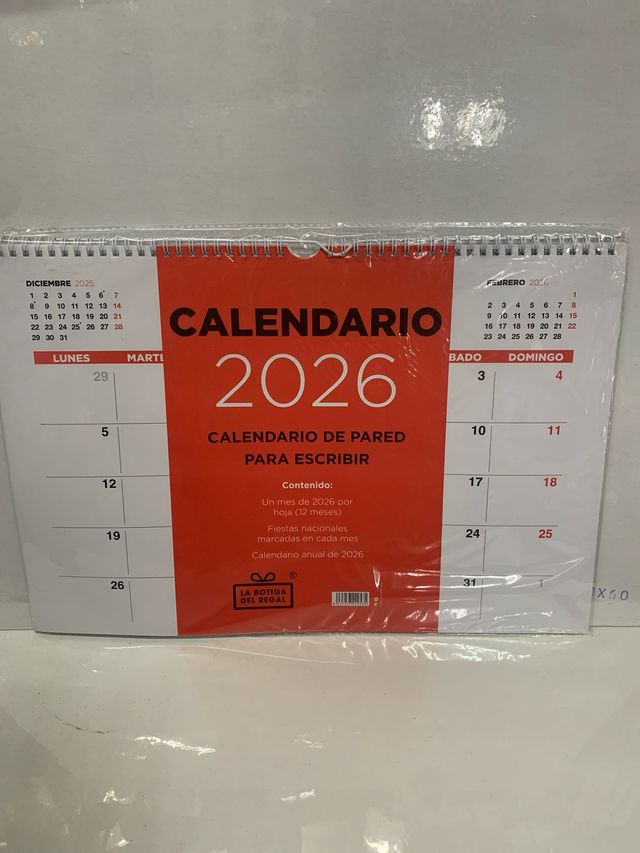 DICIEMBRE 2025
1 2 3 4 5 6* 7
8* 9 10 11 12 13 14
15 16 17 18 19 20 21
22 23 24 25* 26 27 28
29 30 31
FEBRERO 2026
1
2 3 4 5 6 7 8
9 10 11 12 13 14 15
16 17 18 19 20 21 22
23 24 25 26 27 28
LUNES MARTE
BADO DOMINGO
29 3 4
5 10 11
12 17 18
19 24 25
26 31 1
CALENDARIO
2026
CALENDARIO DE PARED
PARA ESCRIBIR
Contenido:
Un mes de 2026 por
hoja (12 meses)
Fiestas nacionales
marcadas en cada mes
Calendario anual de 2026
®
LA BOTIGA
DEL REGAL
X50